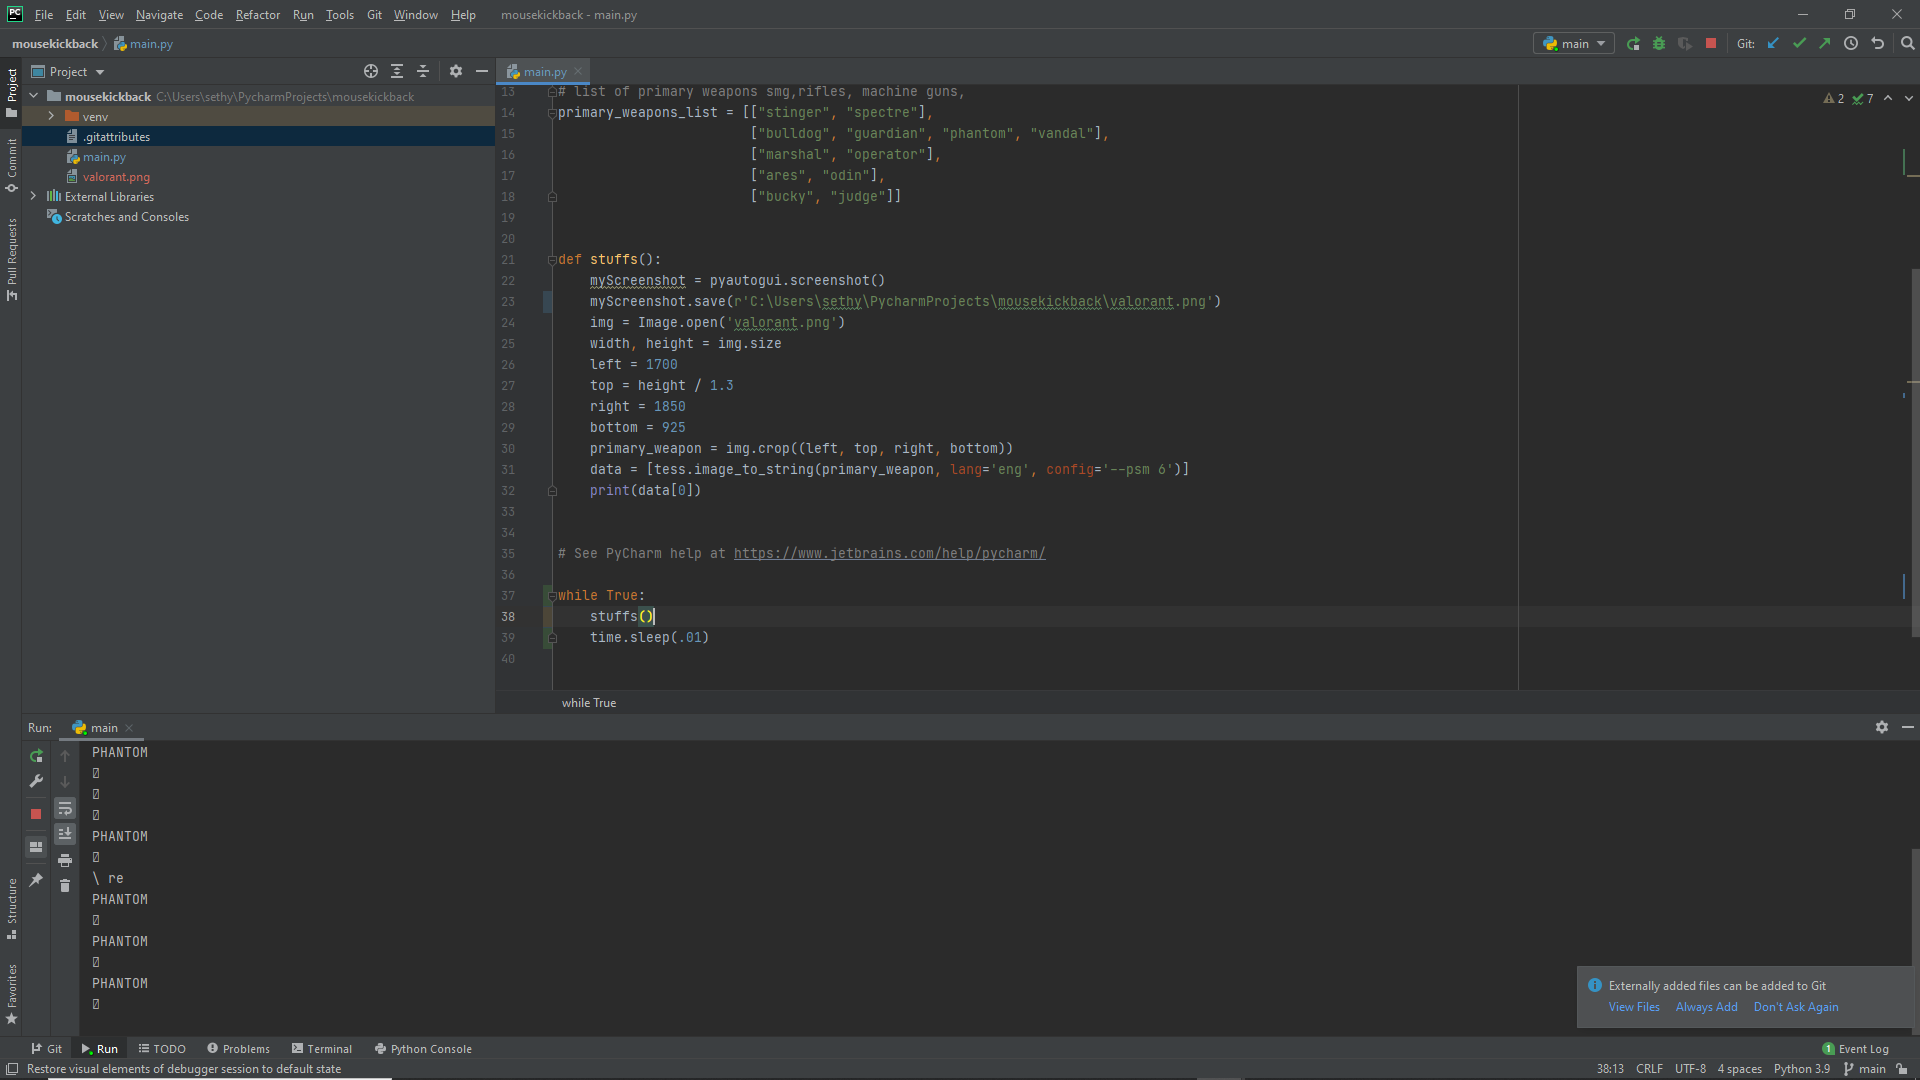 PC File Edit View Navigate Code Refactor Run Tools Git Window Help mousekickback - main.py
mousekickback main.py main Git:
Project
main.py
mousekickback C:\Users\sethy\PycharmProjects\mousekickback
venv
.gitattributes
main.py
valorant.png
External Libraries
Scratches and Consoles
Project
Commit
Pull Requests
Structure
Favorites
2 7
13 # list of primary weapons smg,rifles, machine guns,
14 primary_weapons_list = [["stinger", "spectre"],
15 ["bulldog", "guardian", "phantom", "vandal"],
16 ["marshal", "operator"],
17 ["ares", "odin"],
18 ["bucky", "judge"]]
19
20
21 def stuffs():
22 myScreenshot = pyautogui.screenshot()
23 myScreenshot.save(r'C:\Users\sethy\PycharmProjects\mousekickback\valorant.png')
24 img = Image.open('valorant.png')
25 width, height = img.size
26 left = 1700
27 top = height / 1.3
28 right = 1850
29 bottom = 925
30 primary_weapon = img.crop((left, top, right, bottom))
31 data = [tess.image_to_string(primary_weapon, lang='eng', config='--psm 6')]
32 print(data[0])
33
34
35 # See PyCharm help at https://www.jetbrains.com/help/pycharm/
36
37 while True:
38 stuffs()
39 time.sleep(.01)
40
while True
Run: main
PHANTOM
PHANTOM
\ re
PHANTOM
PHANTOM
PHANTOM
Externally added files can be added to Git
View Files Always Add Don't Ask Again
Git Run TODO Problems Terminal Python Console 1 Event Log
Restore visual elements of debugger session to default state 38:13 CRLF UTF-8 4 spaces Python 3.9 main